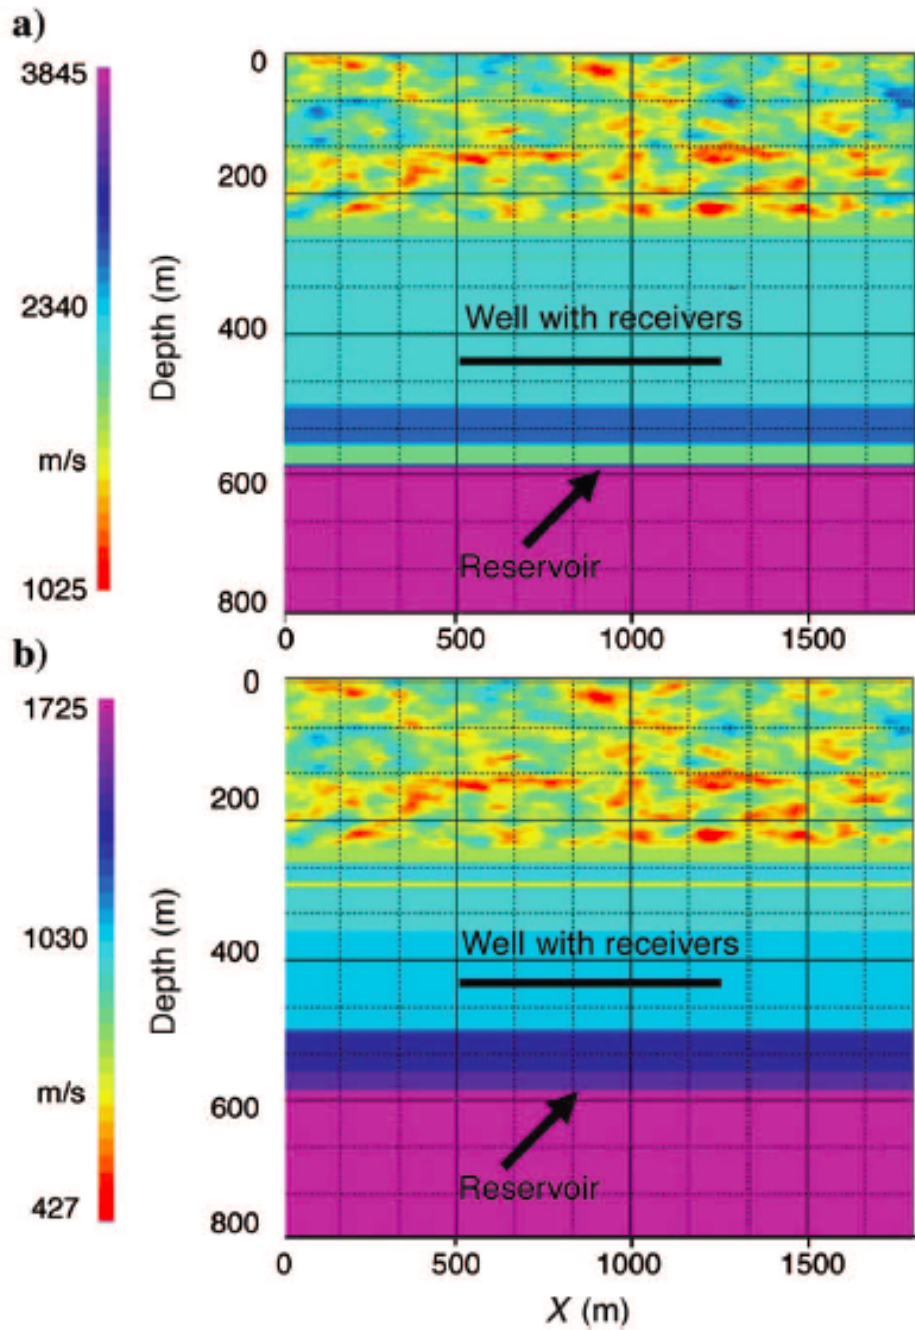 a)
3845
2340
m/s
1025
Depth (m)
0
200
400
600
800
Well with receivers
Reservoir
0 500 1000 1500
b)
1725
1030
m/s
427
Depth (m)
0
200
400
600
800
Well with receivers
Reservoir
0 500 1000 1500
X (m)